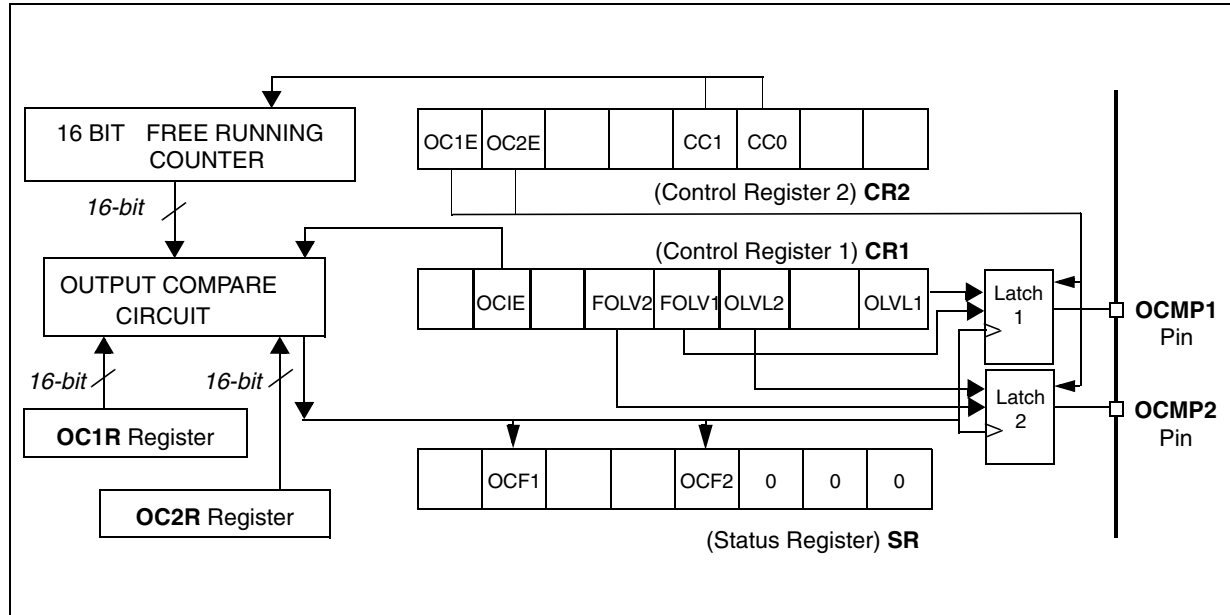 16 BIT FREE RUNNING
COUNTER
16-bit
OC1E OC2E CC1 CC0
(Control Register 2) CR2
(Control Register 1) CR1
OUTPUT COMPARE
CIRCUIT
OCIE FOLV2 FOLV1 OLVL2 OLVL1
Latch
1
OCMP1
Pin
16-bit
16-bit
Latch
2
OCMP2
Pin
OC1R Register
OCF1 OCF2 0 0 0
OC2R Register
(Status Register) SR